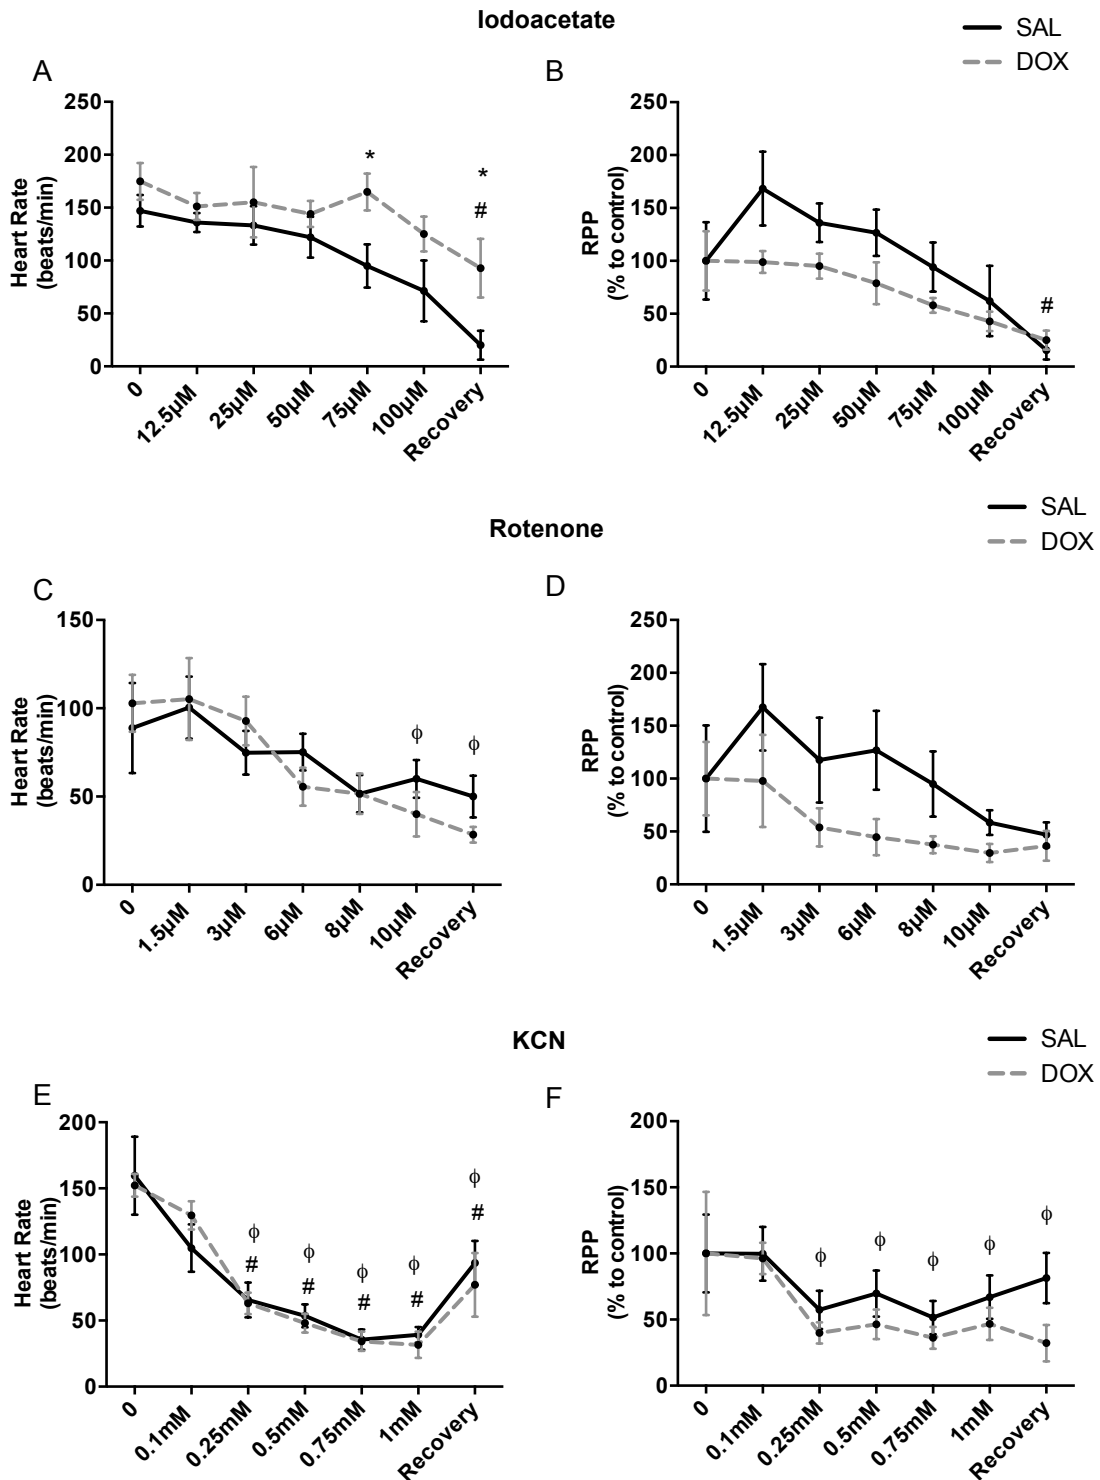 Iodoacetate
SAL
DOX
A
250
200
150
100
50
0
Heart Rate
(beats/min)
*
*
#
0
12.5µM
25µM
50µM
75µM
100µM
Recovery
B
250
200
150
100
50
0
RPP
(% to control)
#
0
12.5µM
25µM
50µM
75µM
100µM
Recovery
Rotenone
SAL
DOX
C
150
100
50
0
Heart Rate
(beats/min)
ϕ
ϕ
0
1.5µM
3µM
6µM
8µM
10µM
Recovery
D
250
200
150
100
50
0
RPP
(% to control)
0
1.5µM
3µM
6µM
8µM
10µM
Recovery
KCN
SAL
DOX
E
200
150
100
50
0
Heart Rate
(beats/min)
ϕ
#
ϕ
#
ϕ
#
ϕ
#
ϕ
#
0
0.1mM
0.25mM
0.5mM
0.75mM
1mM
Recovery
F
200
150
100
50
0
RPP
(% to control)
ϕ
ϕ
ϕ
ϕ
ϕ
0
0.1mM
0.25mM
0.5mM
0.75mM
1mM
Recovery